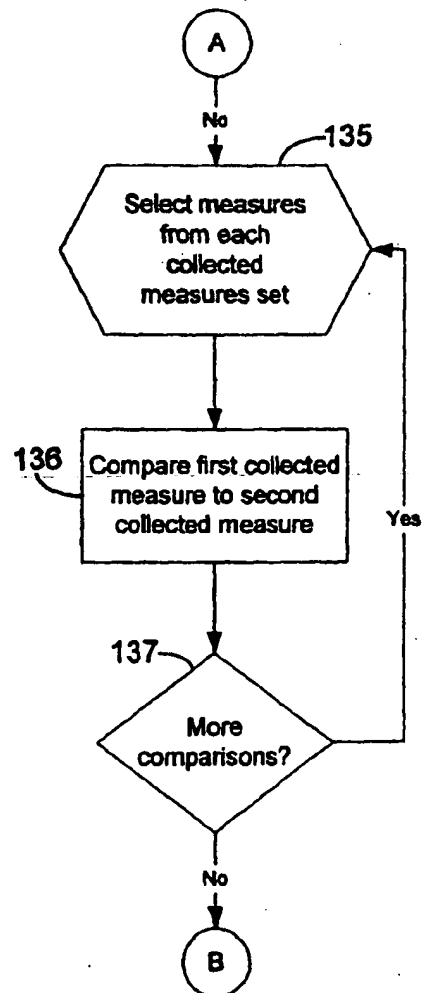 A
No
135
Select measures
from each
collected
measures set
136
Compare first collected
measure to second
collected measure
Yes
137
More
comparisons?
No
B